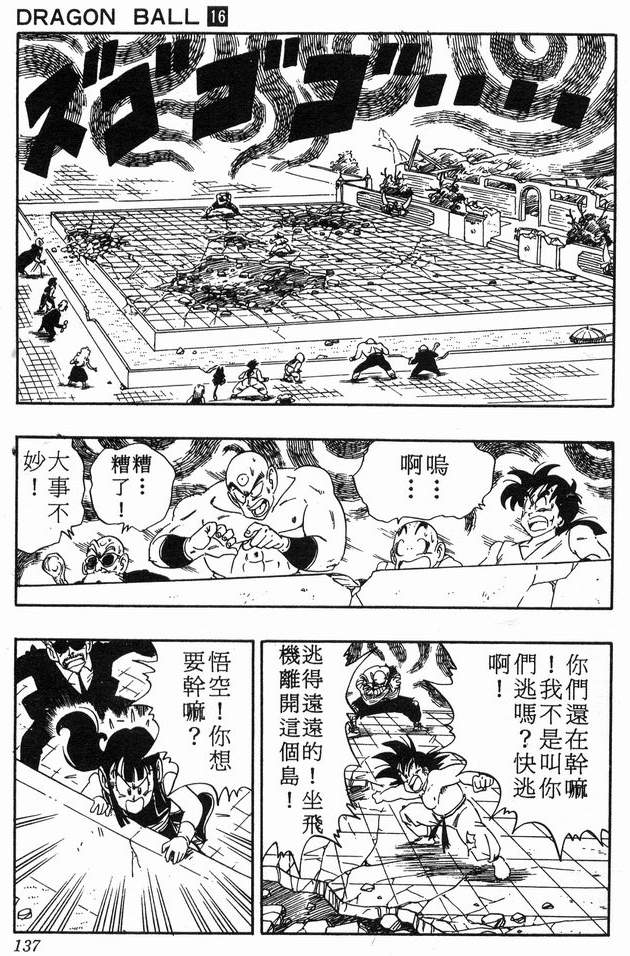 DRAGON BALL 16
ズゴゴゴ
嗚…
啊…
糟…
糟了！
大事不
妙！
你們還在幹嘛
！我不是叫你
們逃嗎？快逃
啊！
逃得遠遠的！坐飛
機離開這個島！
悟空！你想
要幹嘛？
137